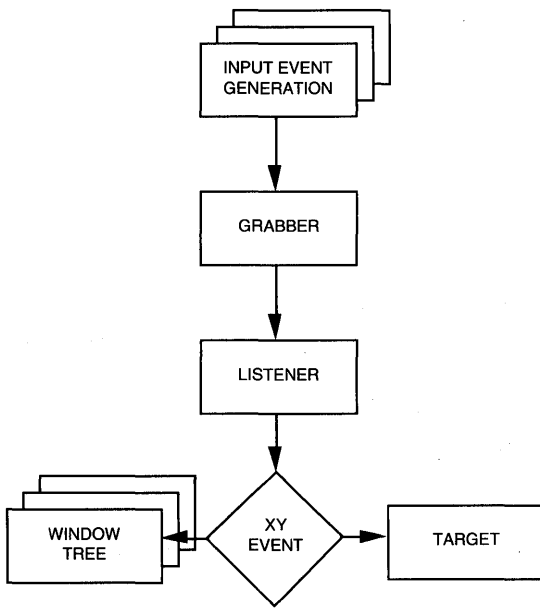 INPUT EVENT
GENERATION
GRABBER
LISTENER
XY
EVENT
WINDOW
TREE
TARGET